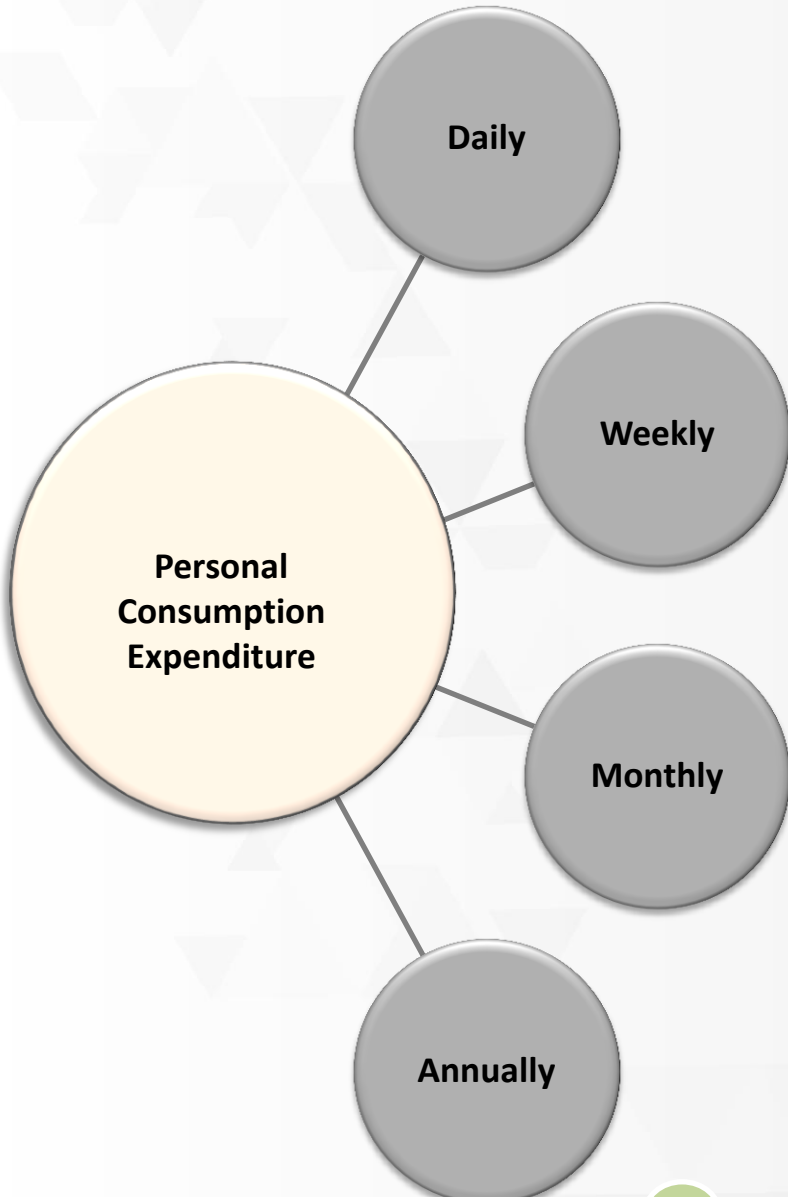 Daily
Weekly
Personal
Consumption
Expenditure
Monthly
Annually